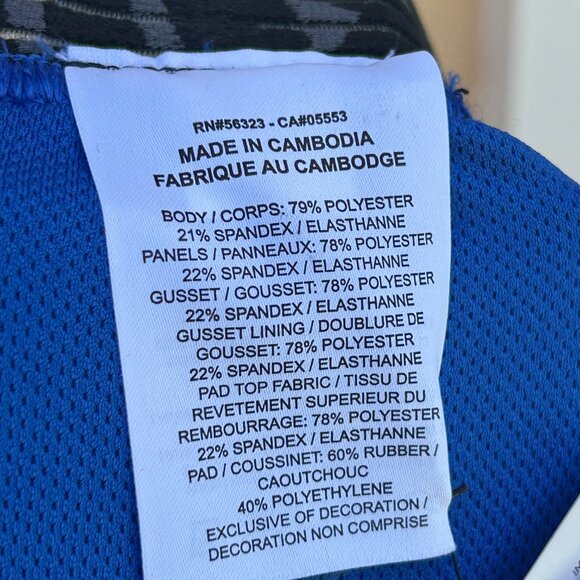 RN#56323 - CA#05553
MADE IN CAMBODIA
FABRIQUE AU CAMBODGE
BODY / CORPS: 79% POLYESTER
21% SPANDEX / ELASTHANNE
PANELS / PANNEAUX: 78% POLYESTER
22% SPANDEX / ELASTHANNE
GUSSET / GOUSSET: 78% POLYESTER
22% SPANDEX / ELASTHANNE
GUSSET LINING / DOUBLURE DE
GOUSSET: 78% POLYESTER
22% SPANDEX / ELASTHANNE
PAD TOP FABRIC / TISSU DE
REVETEMENT SUPERIEUR DU
REMBOURRAGE: 78% POLYESTER
22% SPANDEX / ELASTHANNE
PAD / COUSSINET: 60% RUBBER /
CAOUTCHOUC
40% POLYETHYLENE
EXCLUSIVE OF DECORATION /
DECORATION NON COMPRISE